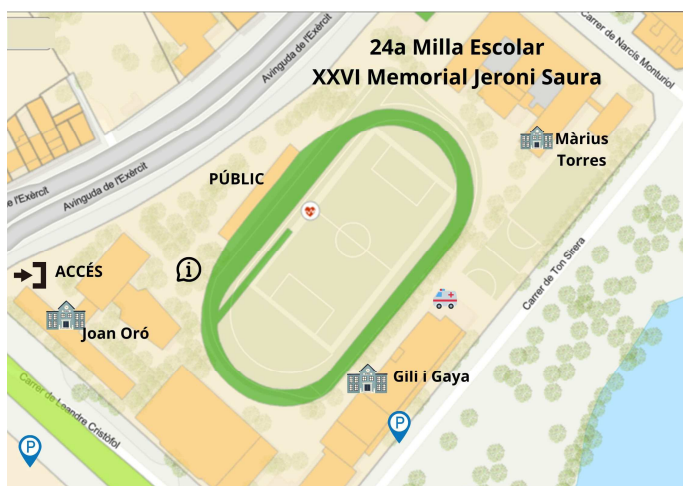 24a Milla Escolar
XXVI Memorial Jeroni Saura
Carrer de Narcís Monturiol
Avinguda de l'Exèrcit
Màrius
Torres
PÚBLIC
Avinguda de l'Exèrcit
de l'Exèrcit
ACCÉS
i
Carrer de Ton Sirera
Joan Oró
Gili i Gaya
Carrer de Leandre Cristòfol
P
P